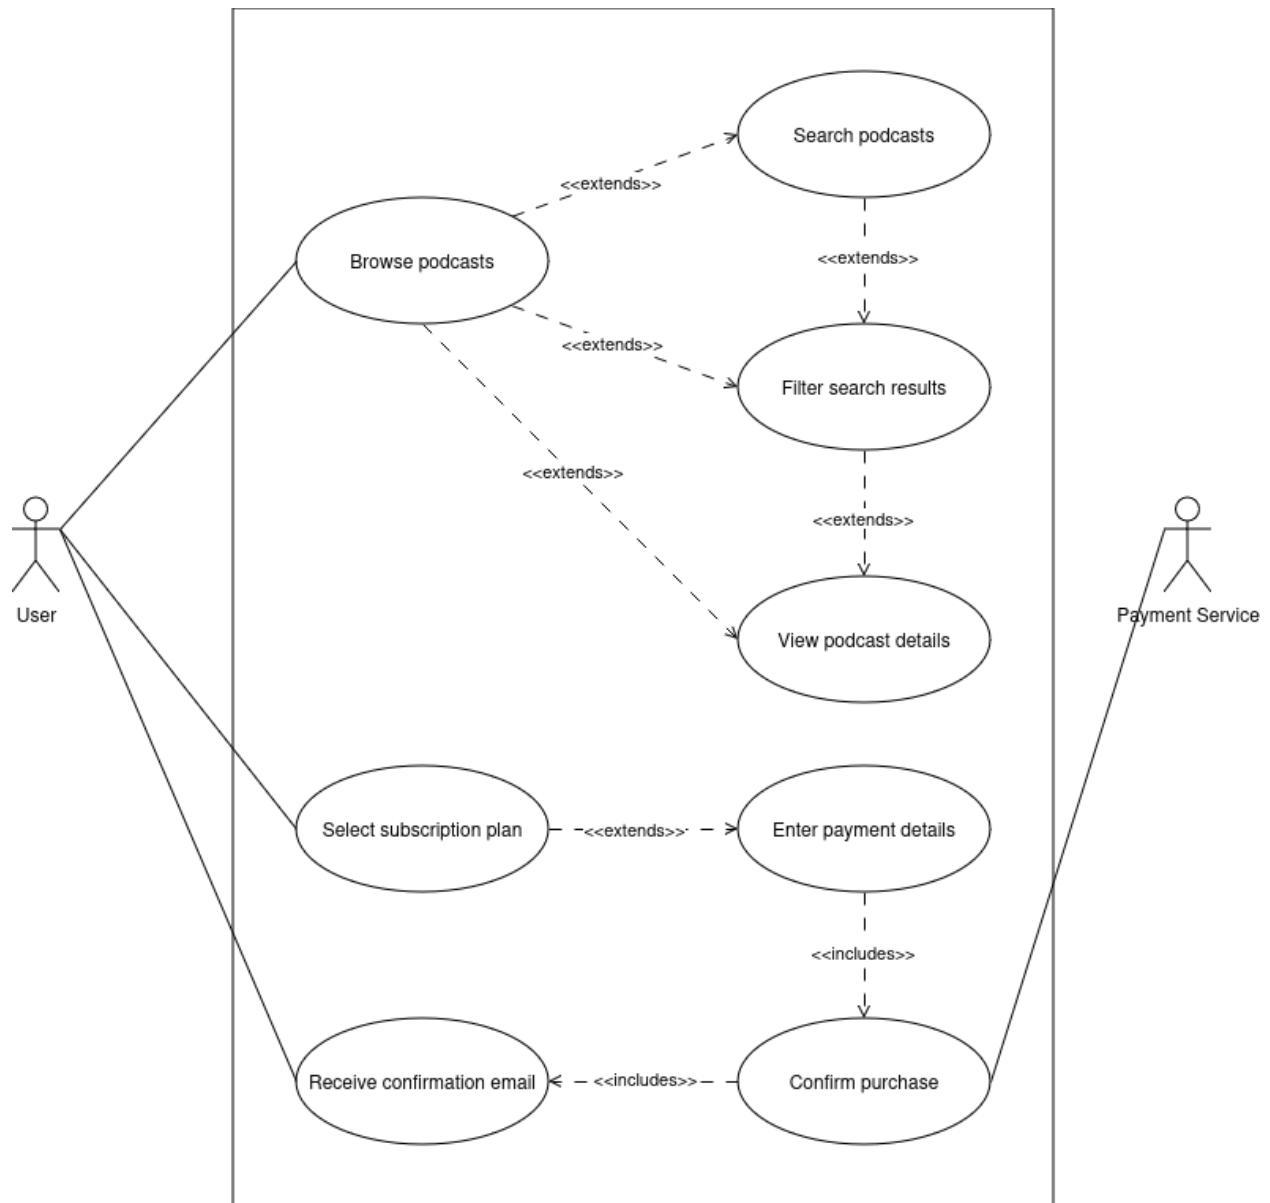 Search podcasts
<<extends>>
Browse podcasts
<<extends>>
<<extends>>
Filter search results
<<extends>>
<<extends>>
User
Payment Service
View podcast details
Select subscription plan
<<extends>>
Enter payment details
<<includes>>
Receive confirmation email
<<includes>>
Confirm purchase